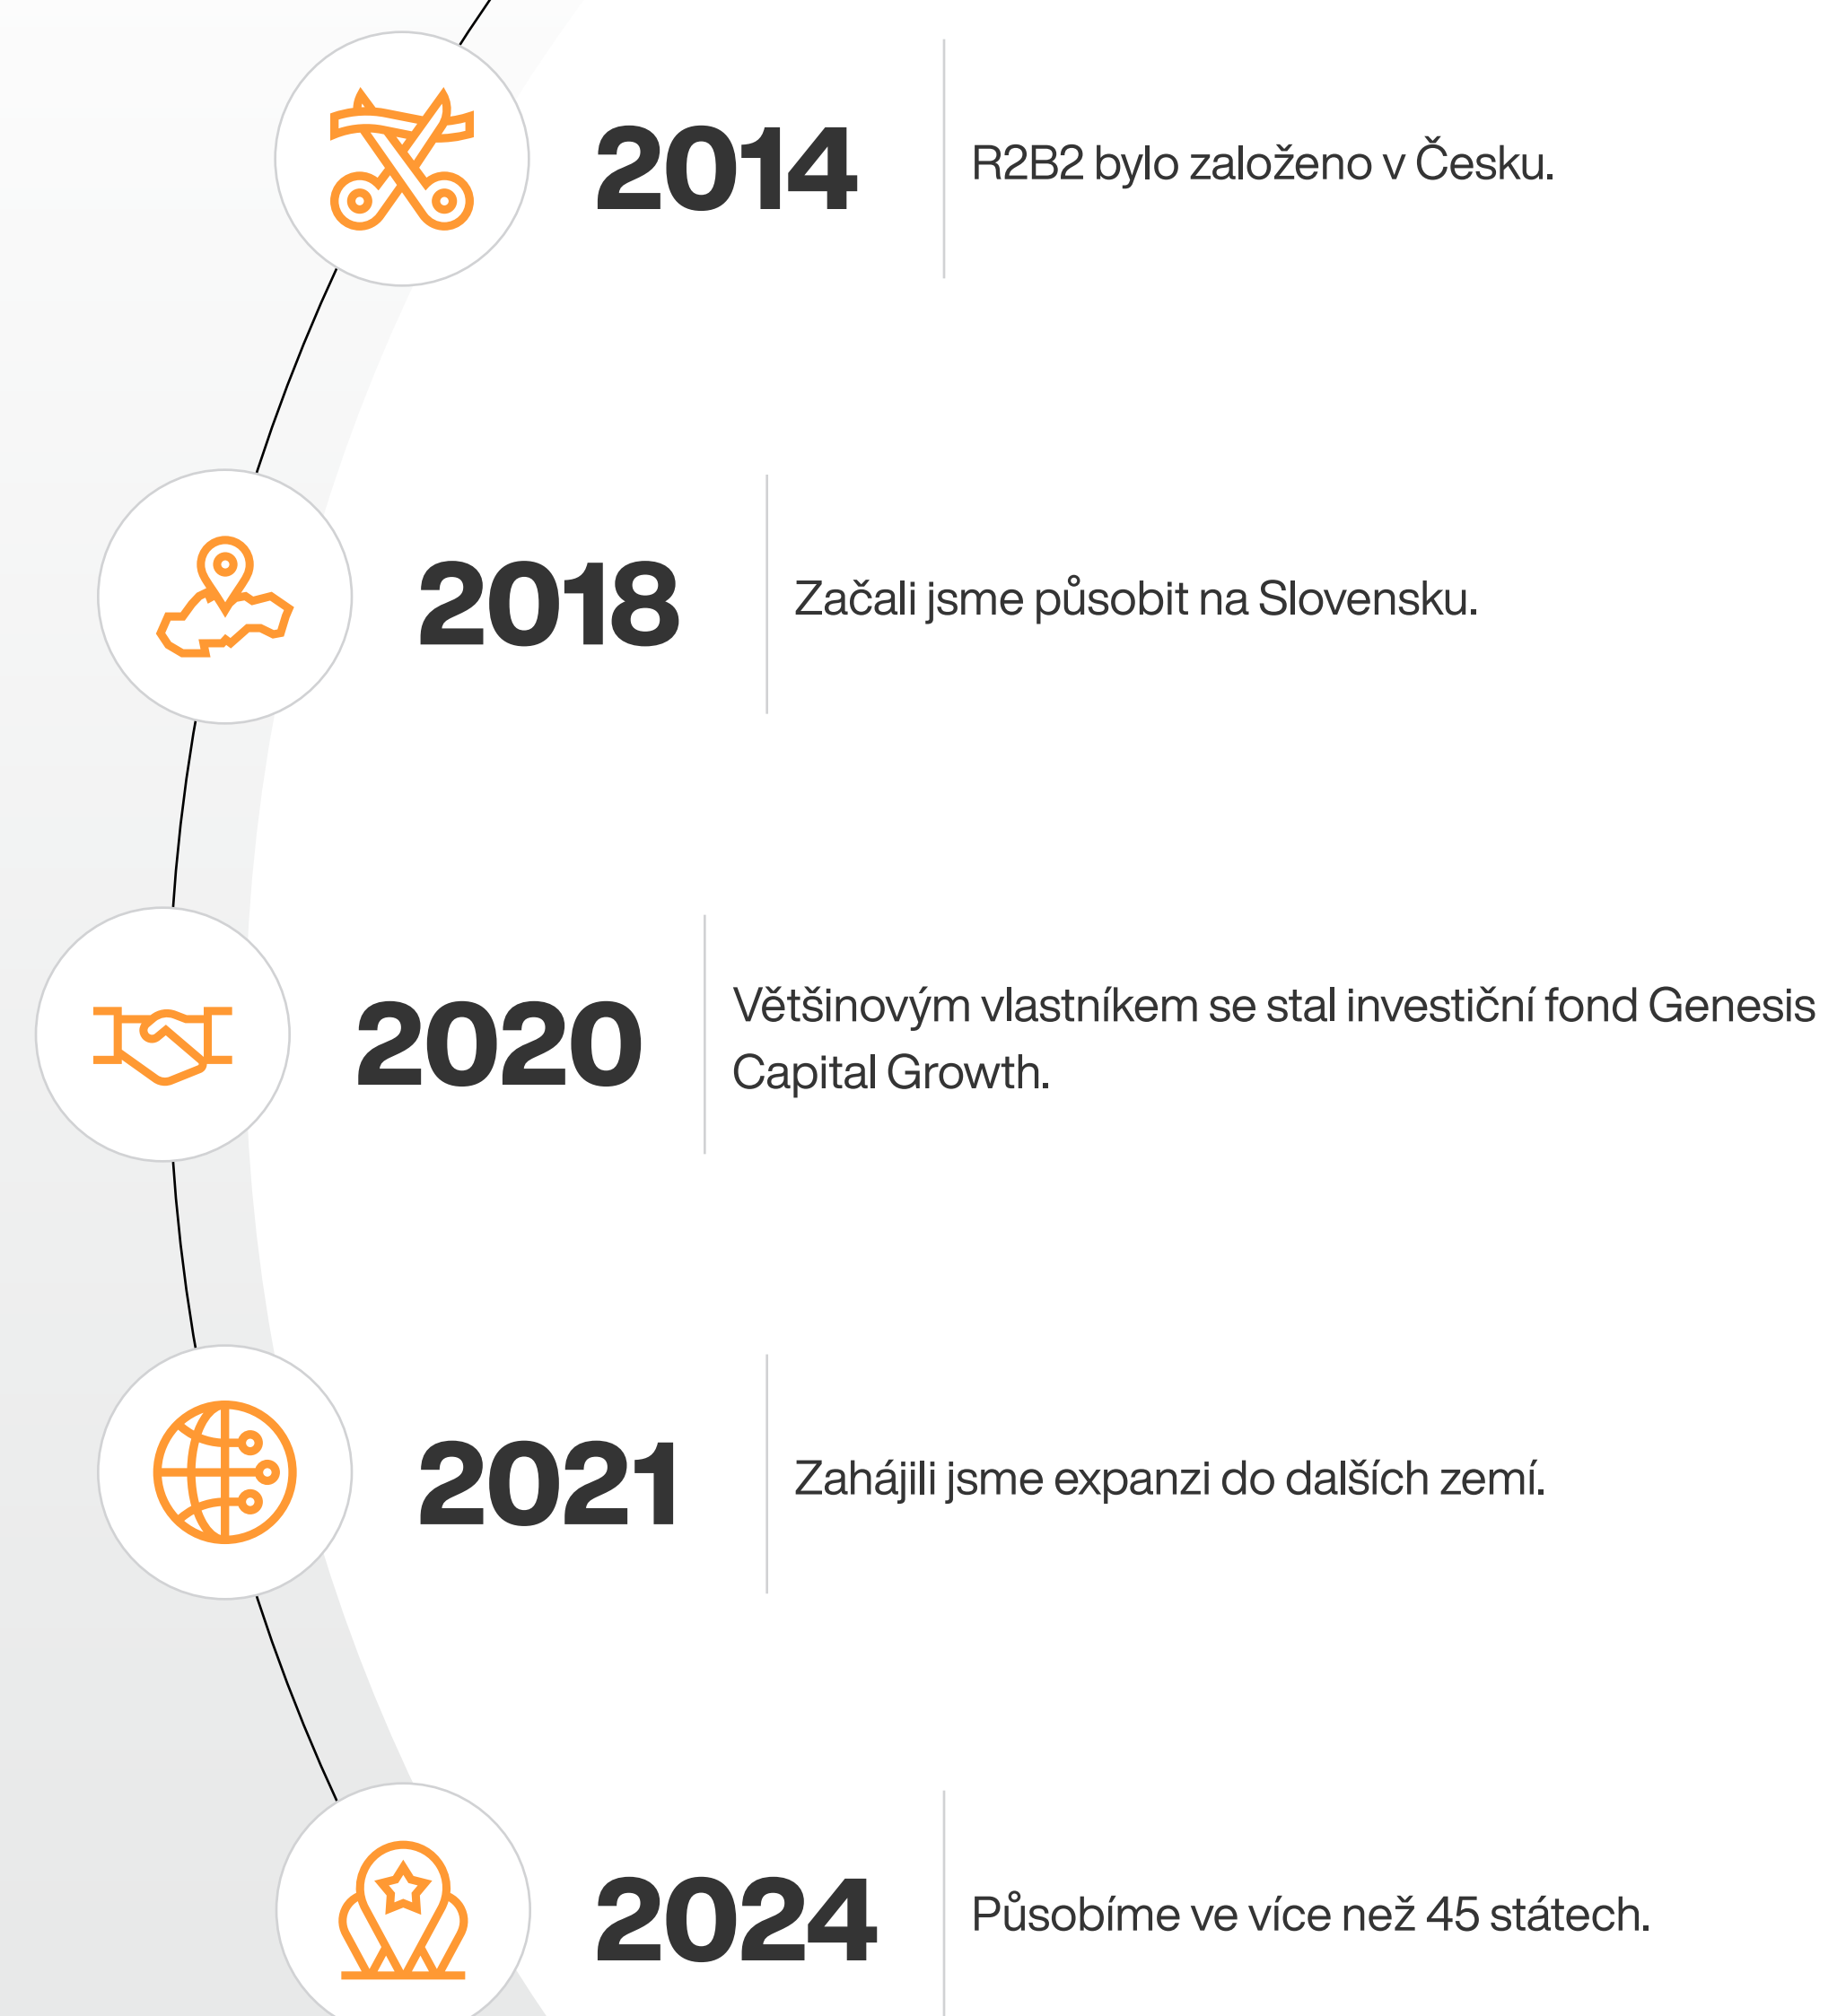 2014
R2B2 bylo založeno v Česku.
2018
Začali jsme působit na Slovensku.
2020
Většinovým vlastníkem se stal investiční fond Genesis
Capital Growth.
2021
Zahájili jsme expanzi do dalších zemí.
2024
Působíme ve více než 45 státech.